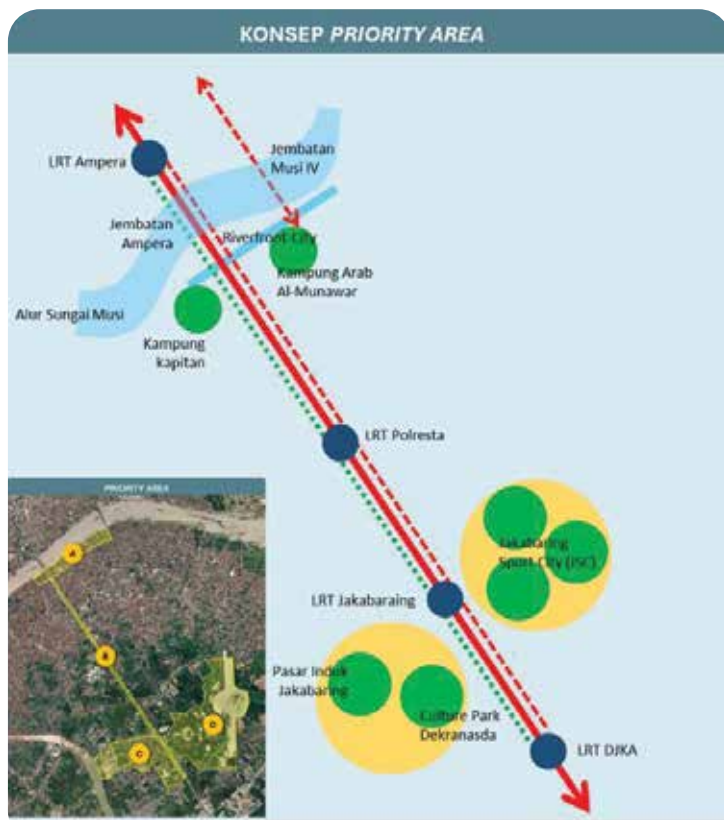 KONSEP PRIORITY AREA
LRT Ampera
Jembatan
Musi IV
Jembatan
Ampera
Riverfront City
Kampung Arab
Al-Munawar
Alur Sungai Musi
Kampung
kapitan
LRT Polresta
PRIORITY AREA
A
B
C
D
Jakabaring
Sport City (JSC)
LRT Jakabaraing
Pasar Induk
Jakabaring
Culture Park
Dekranasda
LRT DJKA